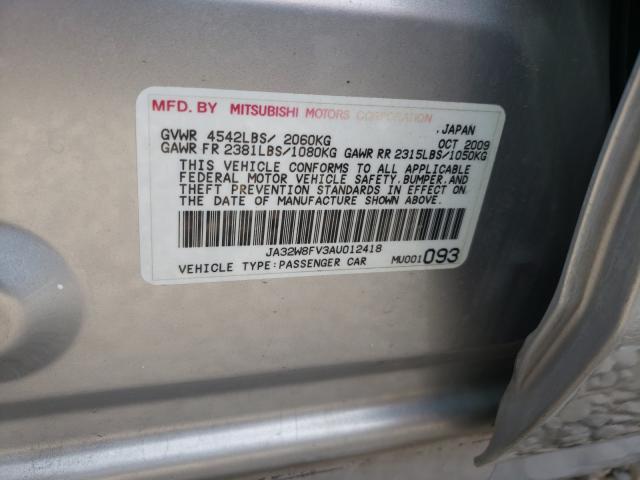 MFD. BY MITSUBISHI MOTORS CORPORATION
, JAPAN
GVWR 4542LBS/ 2060KG OCT 2009
GAWR FR 2381LBS/1080KG GAWR RR 2315LBS/1050KG
THIS VEHICLE CONFORMS TO ALL APPLICABLE
FEDERAL MOTOR VEHICLE SAFETY,BUMPER,AND
THEFT PREVENTION STANDARDS IN EFFECT ON
THE DATE OF MANUFACTURE SHOWN ABOVE.
JA32W8FV3AU012418
VEHICLE TYPE:PASSENGER CAR MU001093